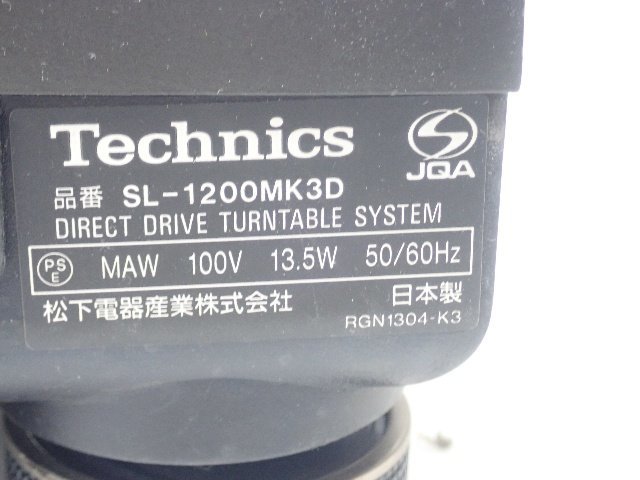 Technics
JQA
品番 SL-1200MK3D
DIRECT DRIVE TURNTABLE SYSTEM
PSE MAW 100V 13.5W 50/60Hz
松下電器産業株式会社 日本製
RGN1304-K3